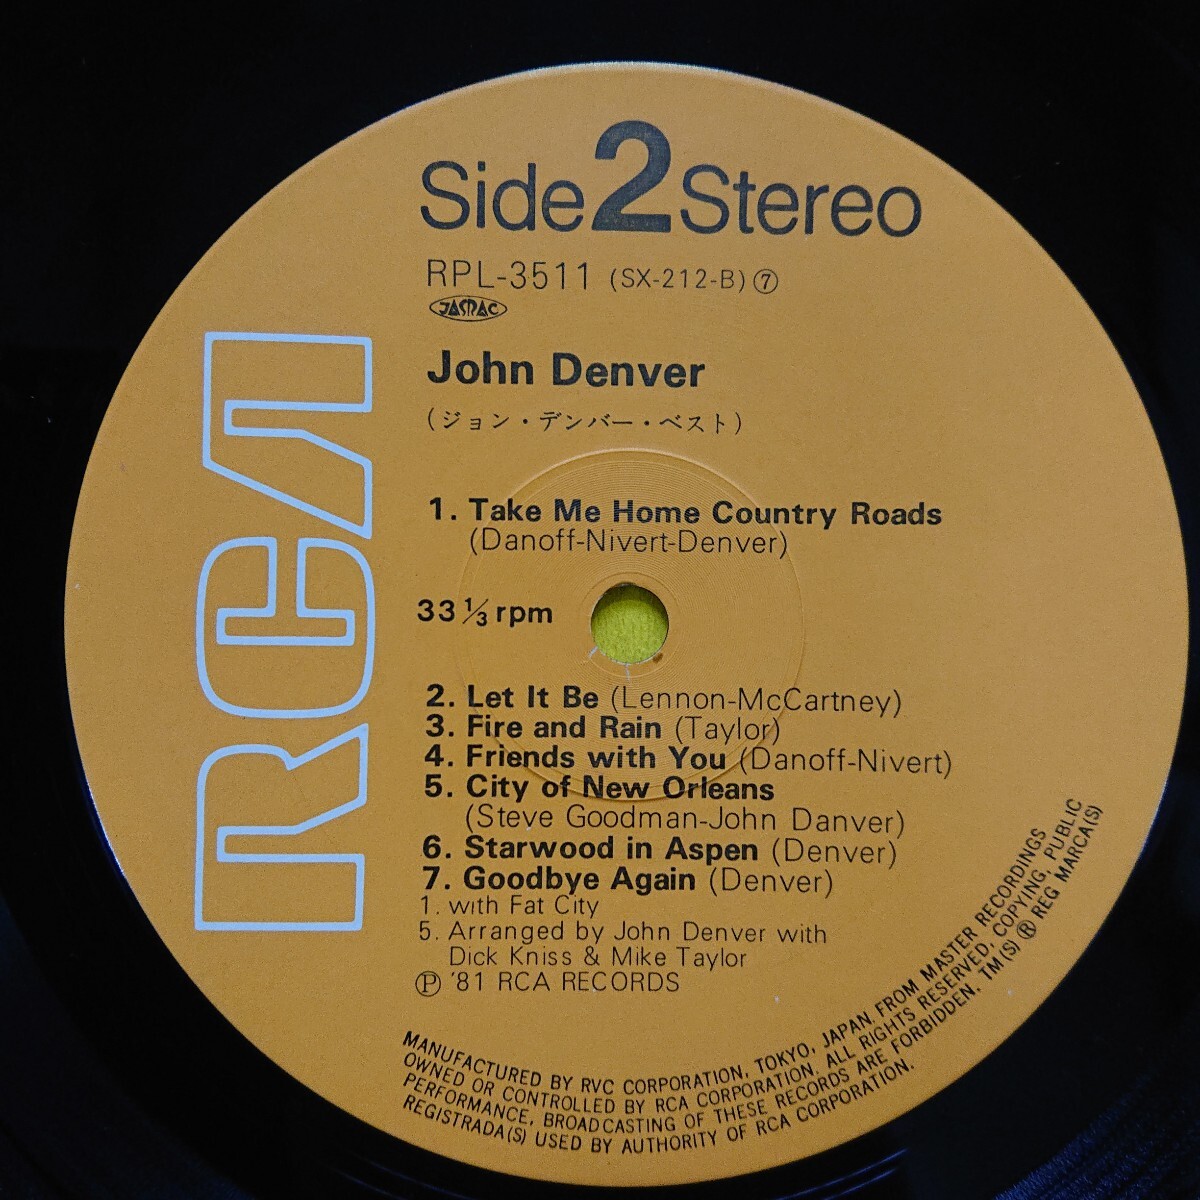 Side 2 Stereo
RPL-3511 (SX-212-B) ⑦
JASRAC
John Denver
(ジョン・デンバー・ベスト)
RCA
1. Take Me Home Country Roads
(Danoff-Nivert-Denver)
33 1/3 rpm
2. Let It Be (Lennon-McCartney)
3. Fire and Rain (Taylor)
4. Friends with You (Danoff-Nivert)
5. City of New Orleans
(Steve Goodman-John Danver)
6. Starwood in Aspen (Denver)
7. Goodbye Again (Denver)
1. with Fat City
5. Arranged by John Denver with
Dick Kniss & Mike Taylor
Ⓟ '81 RCA RECORDS
MANUFACTURED BY RVC CORPORATION, TOKYO, JAPAN. FROM MASTER RECORDINGS
OWNED OR CONTROLLED BY RCA CORPORATION. ALL RIGHTS RESERVED, COPYING, PUBLIC
PERFORMANCE, BROADCASTING OF THESE RECORDS ARE FORBIDDEN. TM(S) ® REG MARCA(S)
REGISTRADA(S) USED BY AUTHORITY OF RCA CORPORATION.